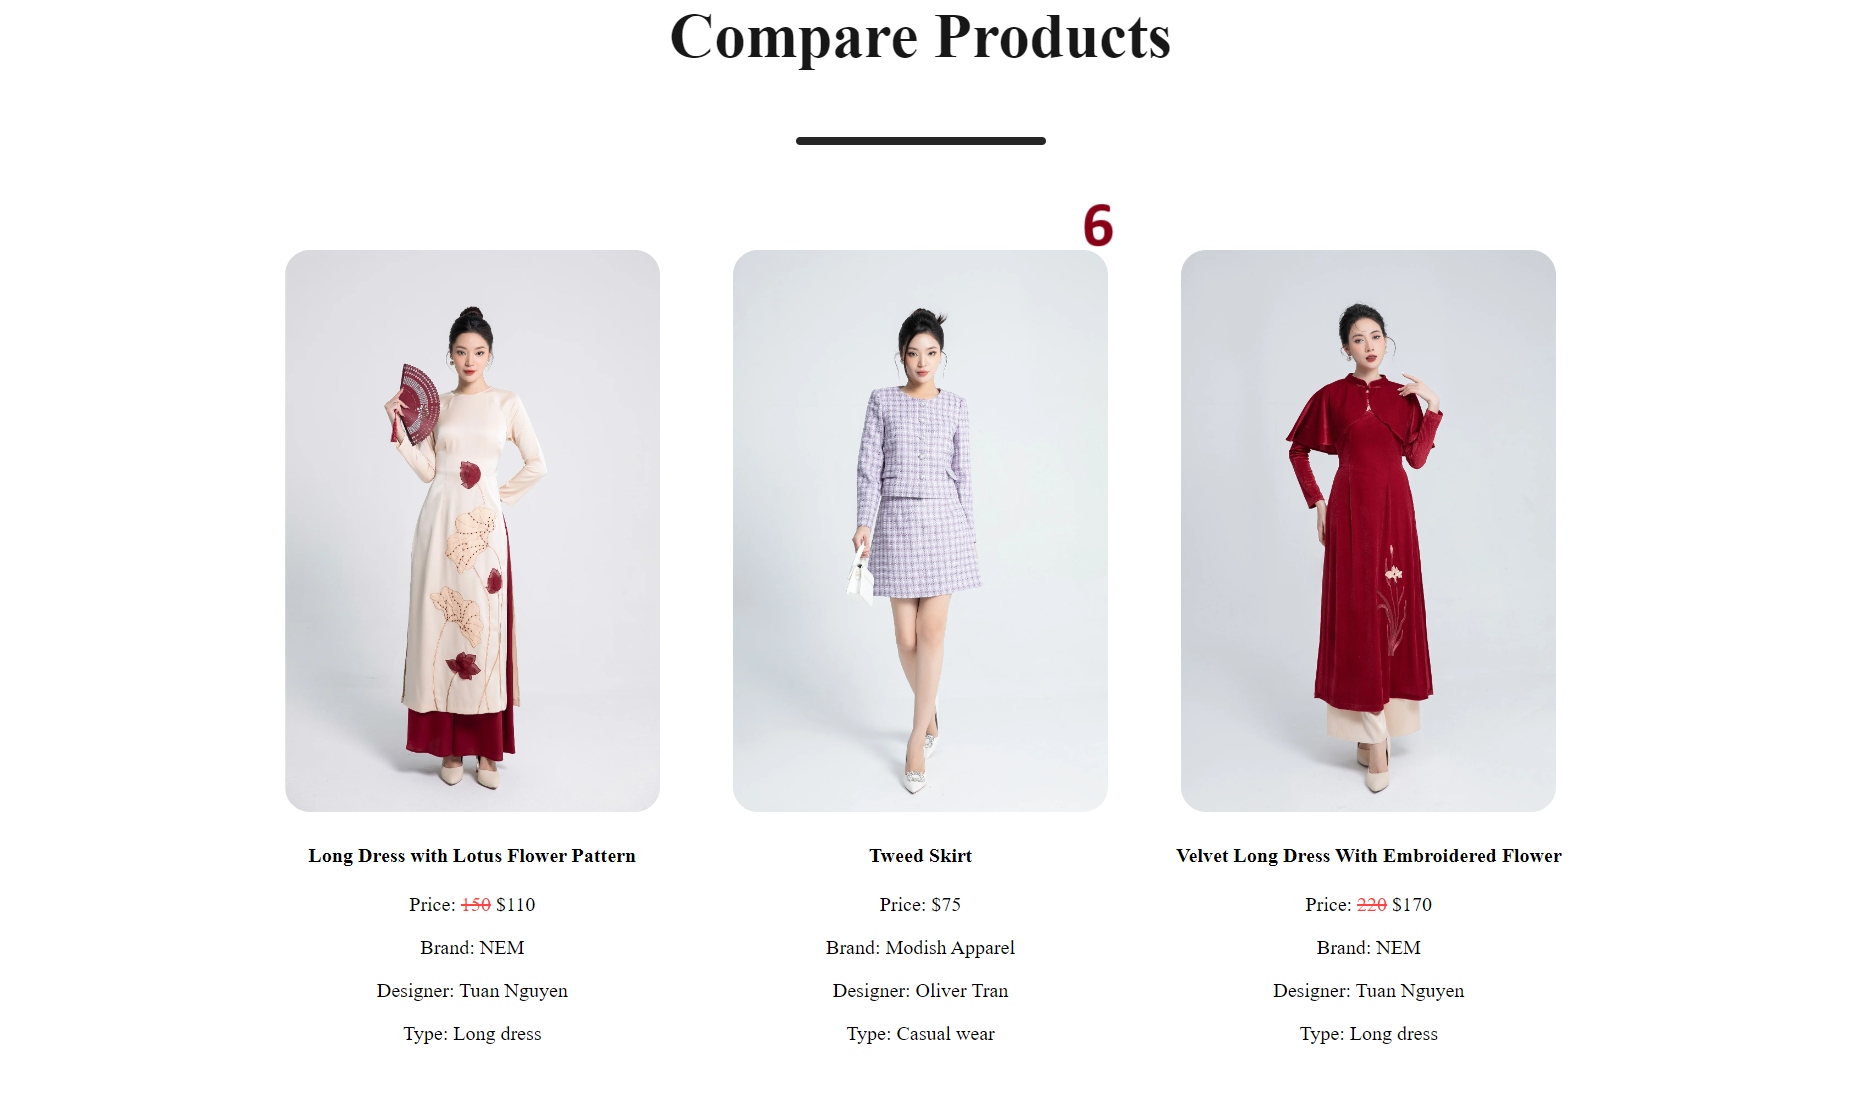 Compare Products
6
Long Dress with Lotus Flower Pattern
Price: 150 $110
Brand: NEM
Designer: Tuan Nguyen
Type: Long dress
Tweed Skirt
Price: $75
Brand: Modish Apparel
Designer: Oliver Tran
Type: Casual wear
Velvet Long Dress With Embroidered Flower
Price: 220 $170
Brand: NEM
Designer: Tuan Nguyen
Type: Long dress